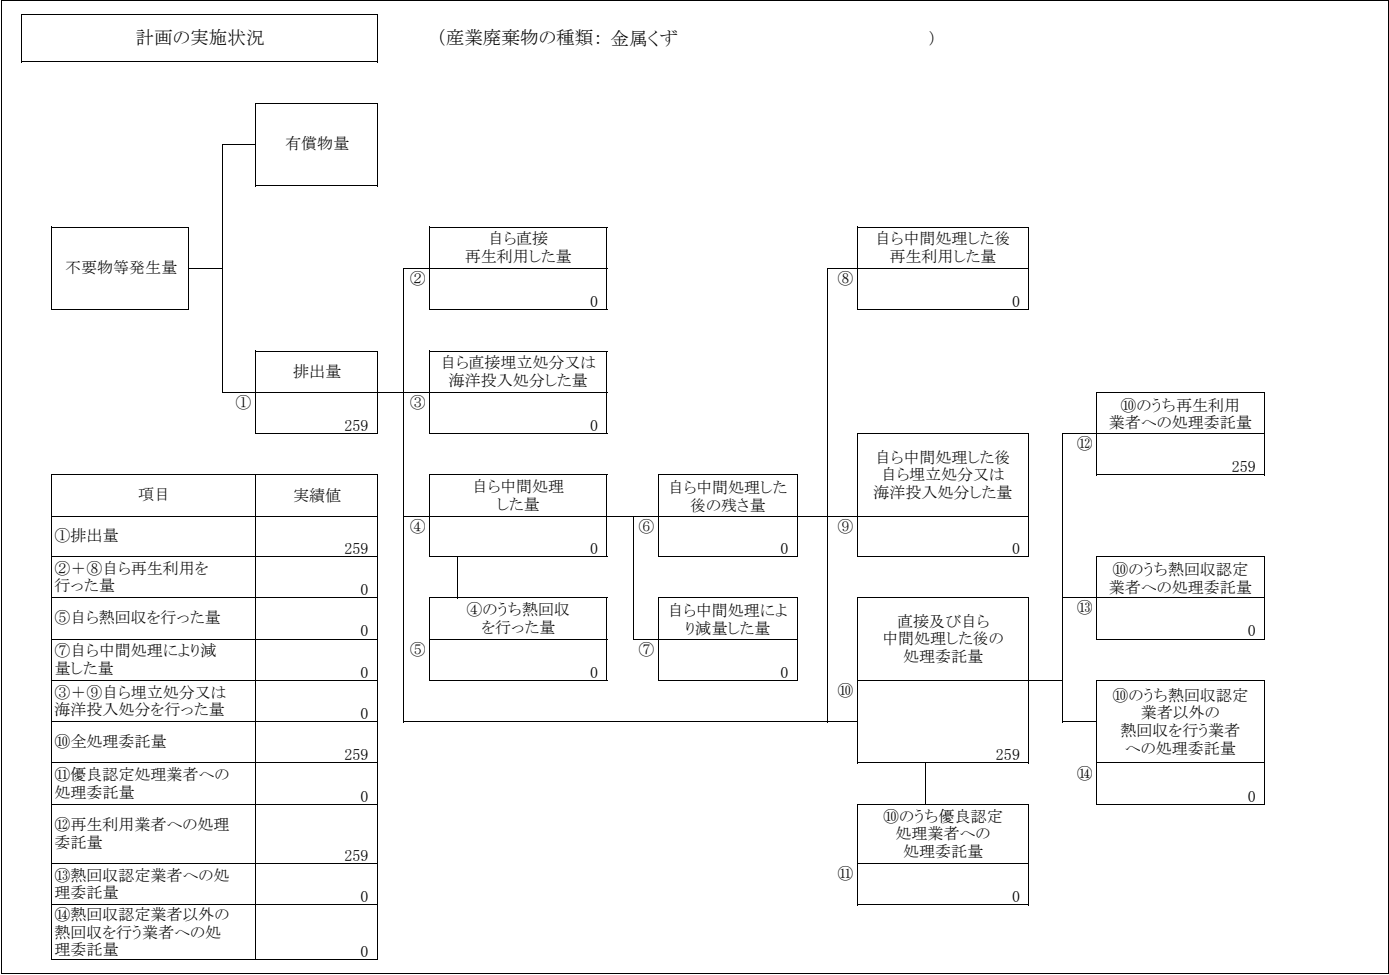 計画の実施状況
（産業廃棄物の種類： 金属くず ）
有償物量
不要物等発生量
自ら直接
再生利用した量
②
0
自ら中間処理した後
再生利用した量
⑧
0
排出量
①
259
自ら直接埋立処分又は
海洋投入処分した量
③
0
⑩のうち再生利用
業者への処理委託量
⑫
259
自ら中間処理
した量
④
0
自ら中間処理した
後の残さ量
⑥
0
自ら中間処理した後
自ら埋立処分又は
海洋投入処分した量
⑨
0
⑩のうち熱回収認定
業者への処理委託量
⑬
0
④のうち熱回収
を行った量
⑤
0
自ら中間処理によ
り減量した量
⑦
0
直接及び自ら
中間処理した後の
処理委託量
⑩
259
⑩のうち熱回収認定
業者以外の
熱回収を行う業者
への処理委託量
⑭
0
⑩のうち優良認定
処理業者への
処理委託量
⑪
0
項目 実績値
①排出量
259
②＋⑧自ら再生利用を
行った量
0
⑤自ら熱回収を行った量
0
⑦自ら中間処理により減
量した量
0
③＋⑨自ら埋立処分又は
海洋投入処分を行った量
0
⑩全処理委託量
259
⑪優良認定処理業者への
処理委託量
0
⑫再生利用業者への処理
委託量
259
⑬熱回収認定業者への処
理委託量
0
⑭熱回収認定業者以外の
熱回収を行う業者への処
理委託量
0